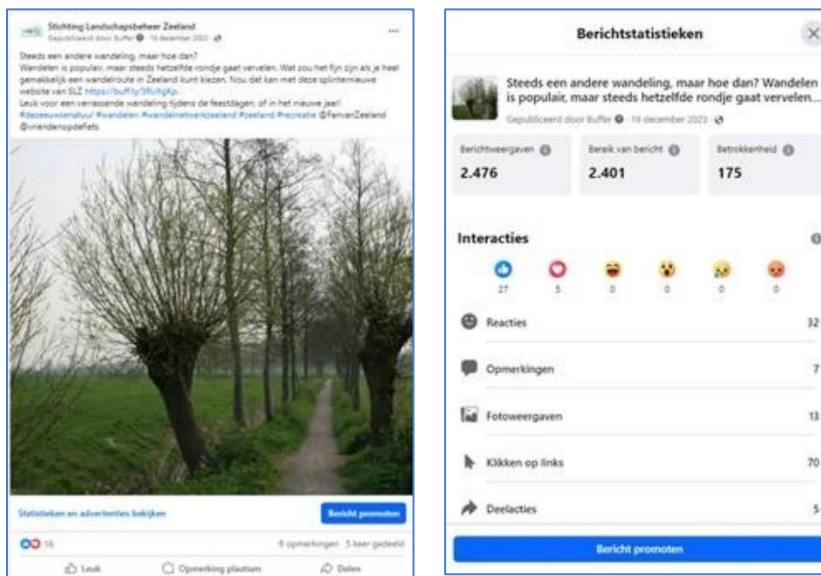 Stichting Landschapsbeheer Zeeland
Gepubliceerd door Buffer · 19 december 2023 ·
Steeds een andere wandeling, maar hoe dan?
Wandelen is populair, maar steeds hetzelfde rondje gaat vervelen. Wat zou het fijn zijn als je heel
gemakkelijk een wandelroute in Zeeland kunt kiezen. Nou dat kan met deze splinternieuwe
website van SLZ
Leuk voor een verrassende wandeling tijdens de feestdagen, of in het nieuwe jaar!
#dezeeuwsenatuur #wandelen #wandelnetwerkzeeland #zeeland #recreatie @FanvanZeeland
@vriendenopdefiets
Statistieken en advertenties bekijken
Bericht promoten
16
6 opmerkingen 5 keer gedeeld
Leuk
Opmerking plaatsen
Delen
Berichtstatistieken
Steeds een andere wandeling, maar hoe dan? Wandelen
is populair, maar steeds hetzelfde rondje gaat vervelen...
Gepubliceerd door Buffer · 19 december 2023 ·
Berichtweergaven
2.476
Bereik van bericht
2.401
Betrokkenheid
175
Interacties
27
5
0
0
0
0
Reacties 32
Opmerkingen 7
Fotoweergaven 13
Klikken op links 70
Deelacties 5
Bericht promoten